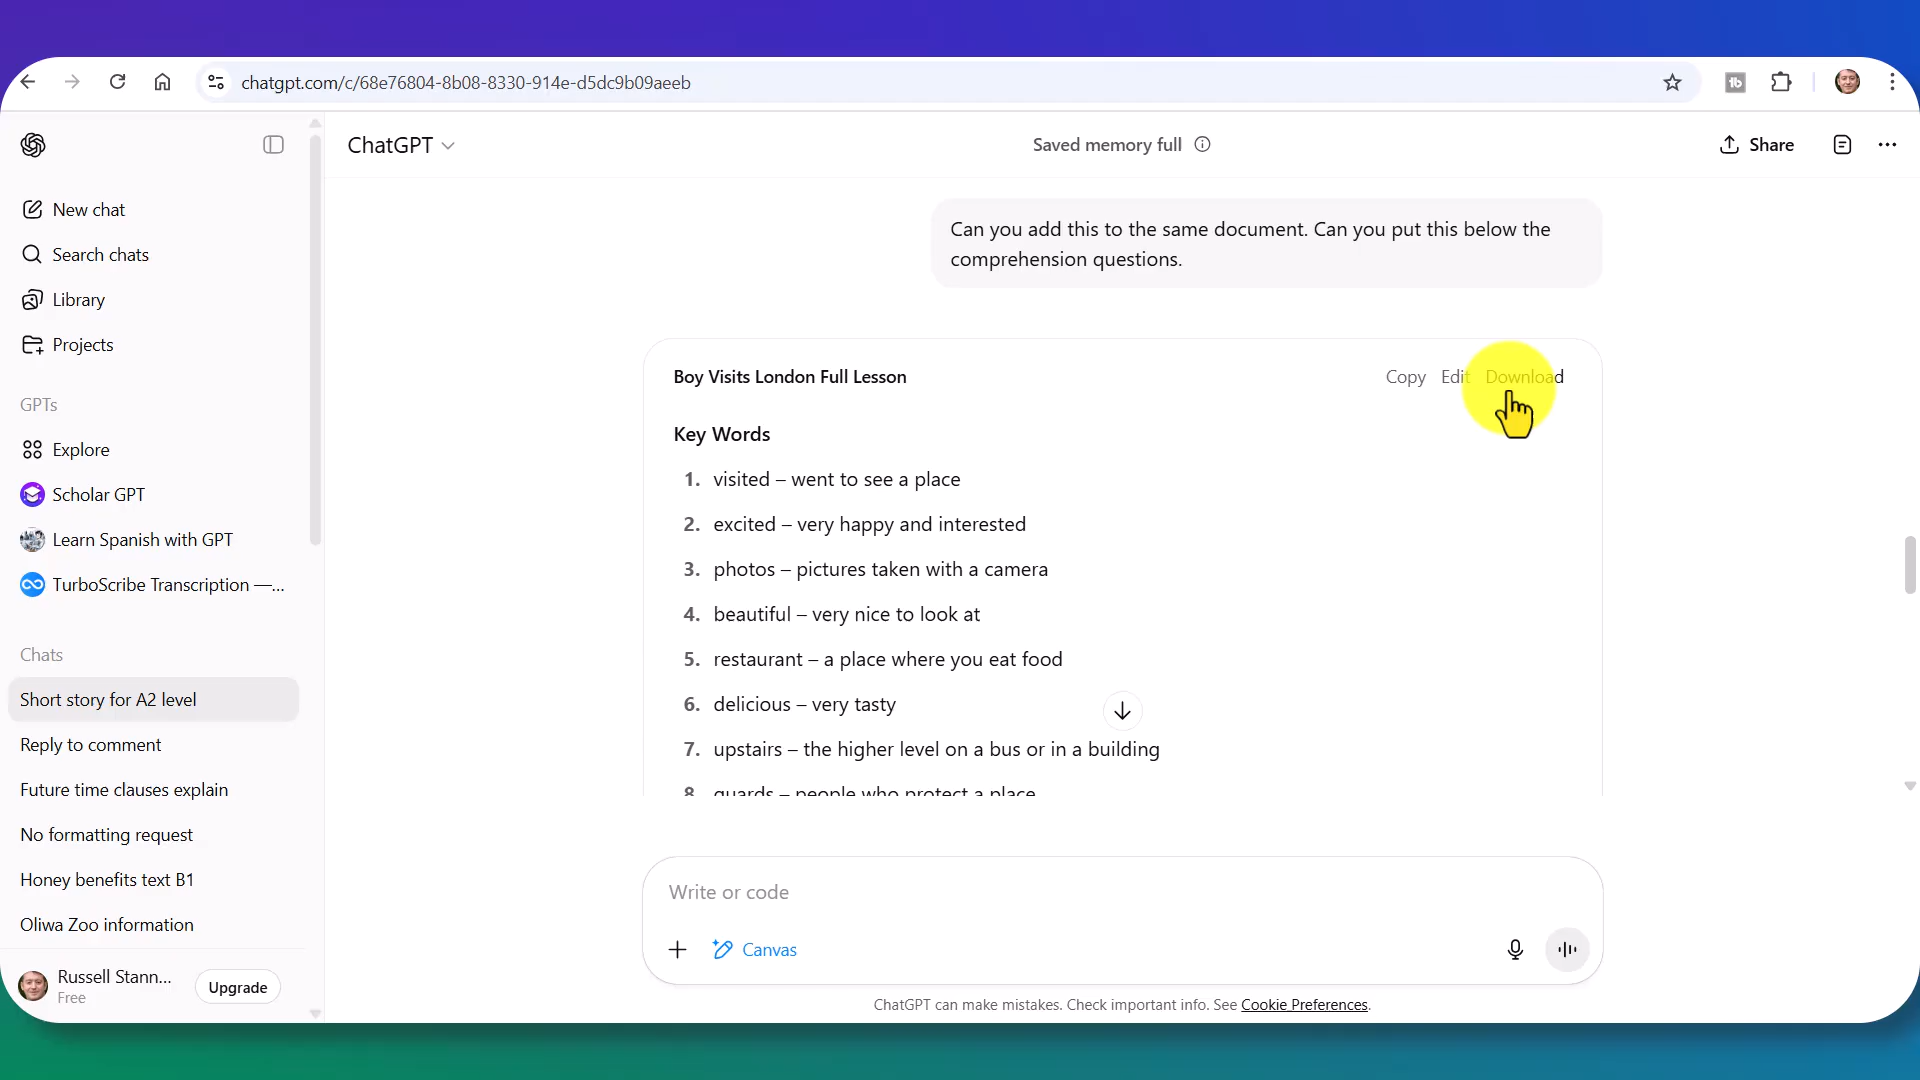 chatgpt.com/c/68e76804-8b08-8330-914e-d5dc9b09aeeb
ChatGPT
Saved memory full
Share
New chat
Search chats
Library
Projects
GPTs
Explore
Scholar GPT
Learn Spanish with GPT
TurboScribe Transcription —...
Chats
Short story for A2 level
Reply to comment
Future time clauses explain
No formatting request
Honey benefits text B1
Oliwa Zoo information
Russell Stann...
Free
Upgrade
Can you add this to the same document. Can you put this below the
comprehension questions.
Boy Visits London Full Lesson
Copy Edit Download
Key Words
1. visited – went to see a place
2. excited – very happy and interested
3. photos – pictures taken with a camera
4. beautiful – very nice to look at
5. restaurant – a place where you eat food
6. delicious – very tasty
7. upstairs – the higher level on a bus or in a building
8. guards – people who protect a place
Write or code
Canvas
ChatGPT can make mistakes. Check important info. See Cookie Preferences.